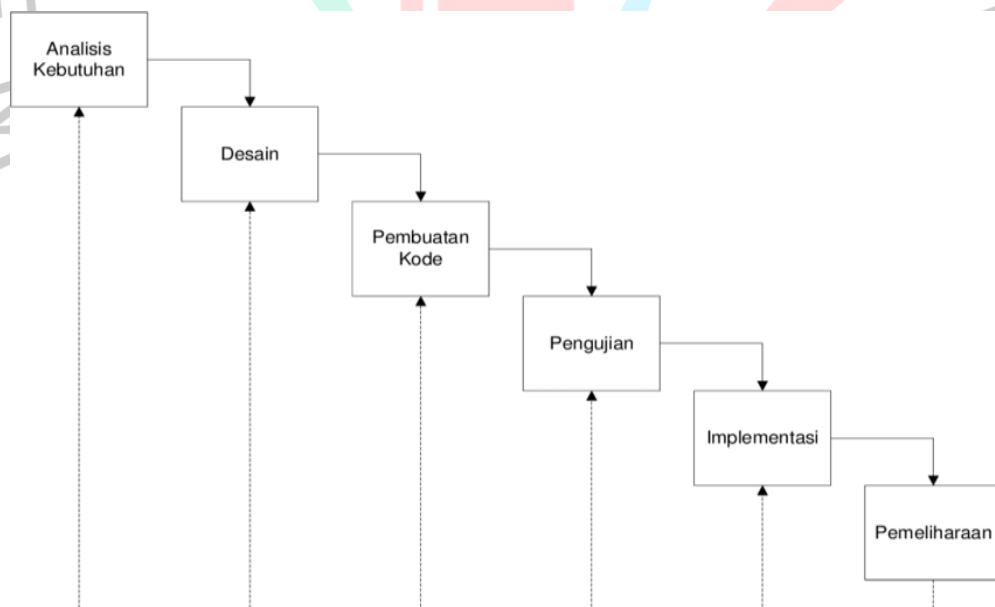 Analisis
Kebutuhan
Desain
Pembuatan
Kode
Pengujian
Implementasi
Pemeliharaan